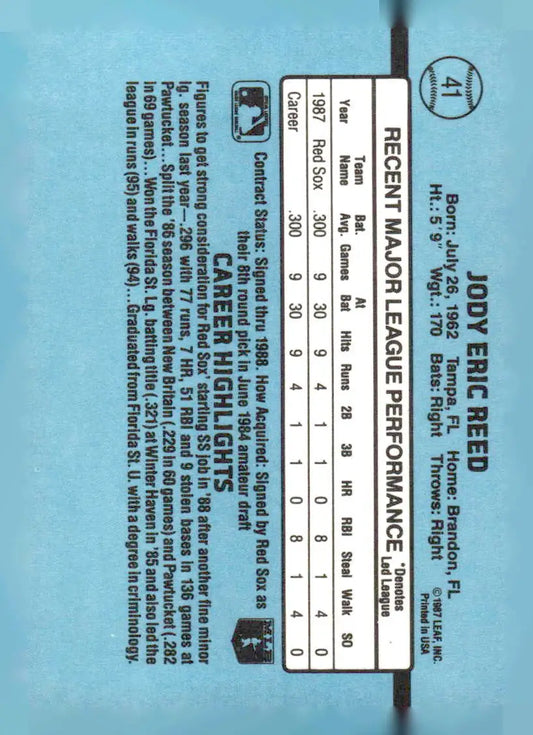 41
JODY ERIC REED
Born: July 26, 1962 Tampa, FL Home: Brandon, FL
Ht.: 5'9" Wgt.: 170 Bats: Right Throws: Right
©1987 LEAF, INC.
Printed in USA
RECENT MAJOR LEAGUE PERFORMANCE *Denotes Led League
Year Team Name Bat. Avg. Games At Bat Hits Runs 2B 3B HR RBI Steal Walk SO
1987 Red Sox .300 9 30 9 4 1 1 0 8 1 4 0
Career .300 9 30 9 4 1 1 0 8 1 4 0
Contract Status: Signed thru 1988. How Acquired: Signed by Red Sox as
their 8th round pick in June 1984 amateur draft
CAREER HIGHLIGHTS
Figures to get strong consideration for Red Sox' starting SS job in '88 after another fine minor
lg. season last year—.296 with 77 runs, 7 HR, 51 RBI and 9 stolen bases in 136 games at
Pawtucket...Split the '86 season between New Britain (.229 in 60 games) and Pawtucket (.282
in 69 games)...Won the Florida St. Lg. batting title (.321) at Winter Haven in '85 and also led the
league in runs (95) and walks (94)...Graduated from Florida St. U. with a degree in criminology.